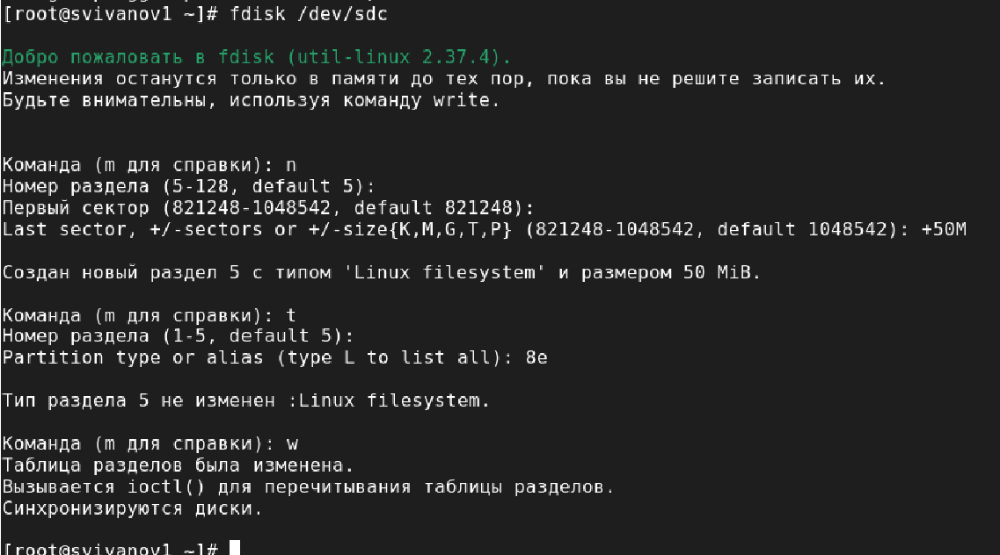 [root@svivanov1 ~]# fdisk /dev/sdc
Добро пожаловать в fdisk (util-linux 2.37.4).
Изменения останутся только в памяти до тех пор, пока вы не решите записать их.
Будьте внимательны, используя команду write.
Команда (m для справки): n
Номер раздела (5-128, default 5):
Первый сектор (821248-1048542, default 821248):
Last sector, +/-sectors or +/-size{K,M,G,T,P} (821248-1048542, default 1048542): +50M
Создан новый раздел 5 с типом 'Linux filesystem' и размером 50 MiB.
Команда (m для справки): t
Номер раздела (1-5, default 5):
Partition type or alias (type L to list all): 8e
Тип раздела 5 не изменен :Linux filesystem.
Команда (m для справки): w
Таблица разделов была изменена.
Вызывается ioctl() для перечитывания таблицы разделов.
Синхронизируются диски.
[root@svivanov1 ~]#